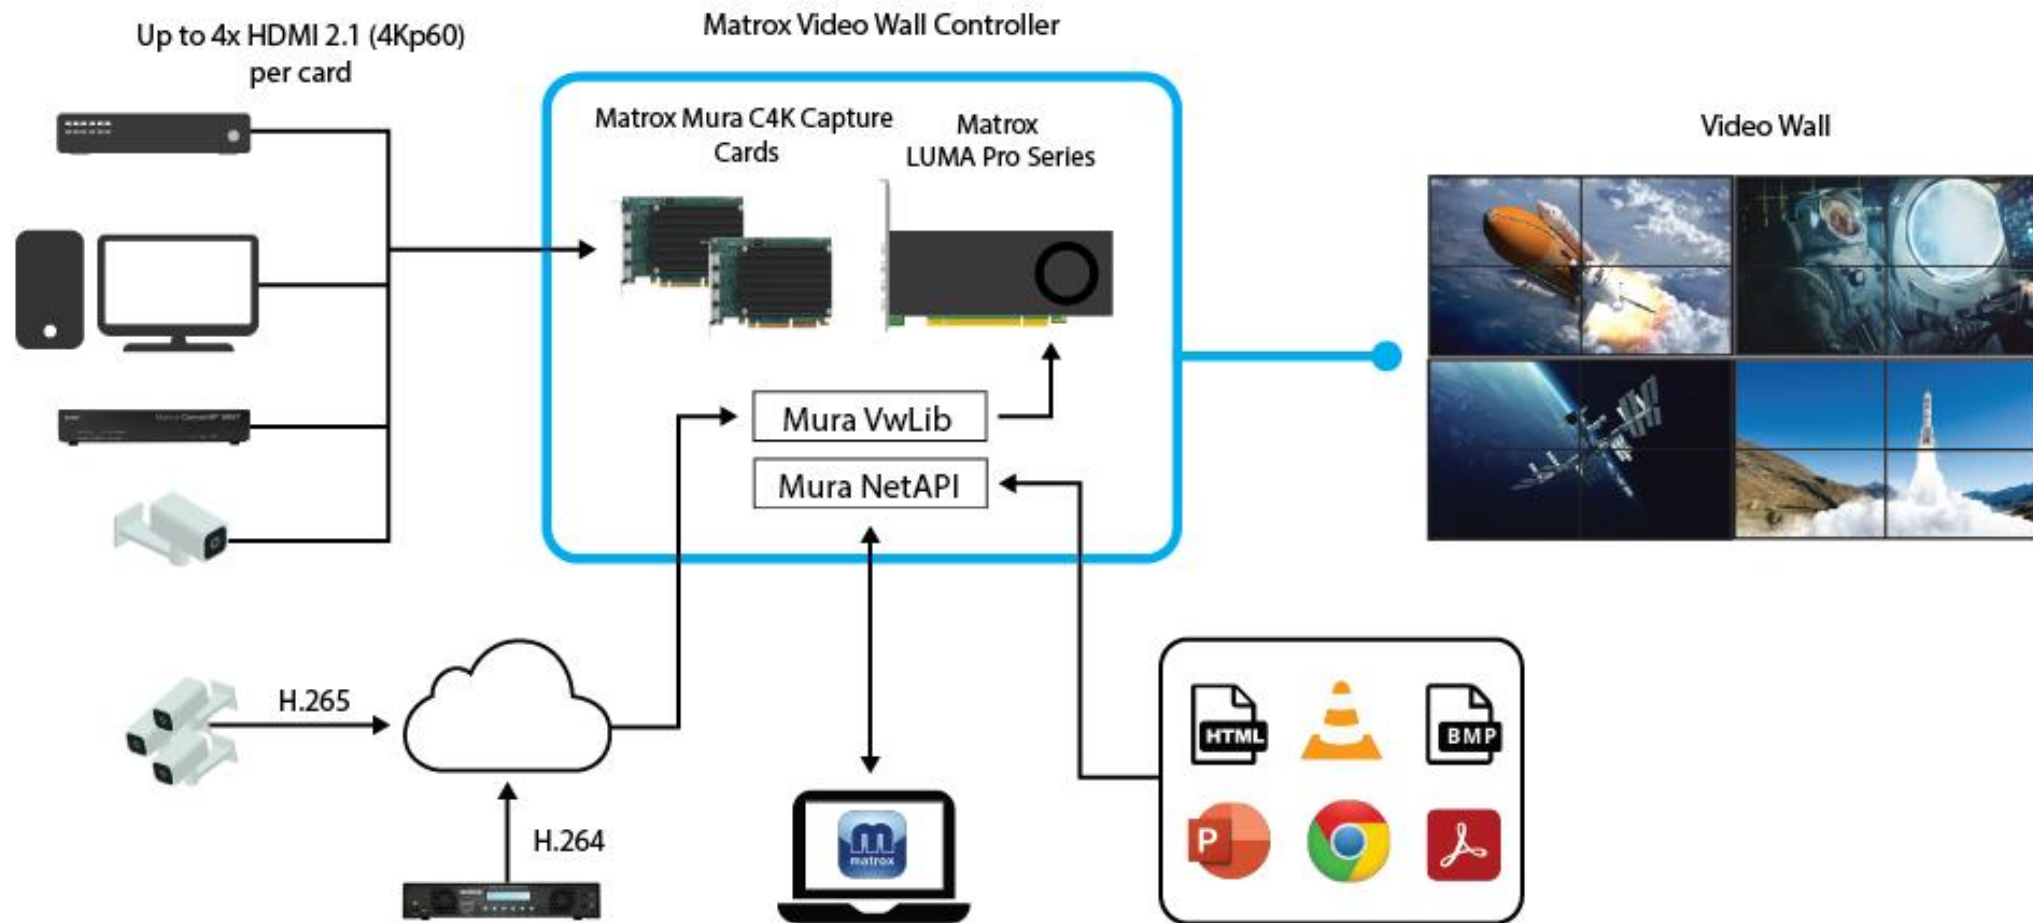 Up to 4x HDMI 2.1 (4Kp60)
per card
Matrox Video Wall Controller
Matrox Mura C4K Capture
Cards
Matrox
LUMA Pro Series
Video Wall
Mura VwLib
Mura NetAPI
H.265
H.264
matrox
HTML
BMP
P